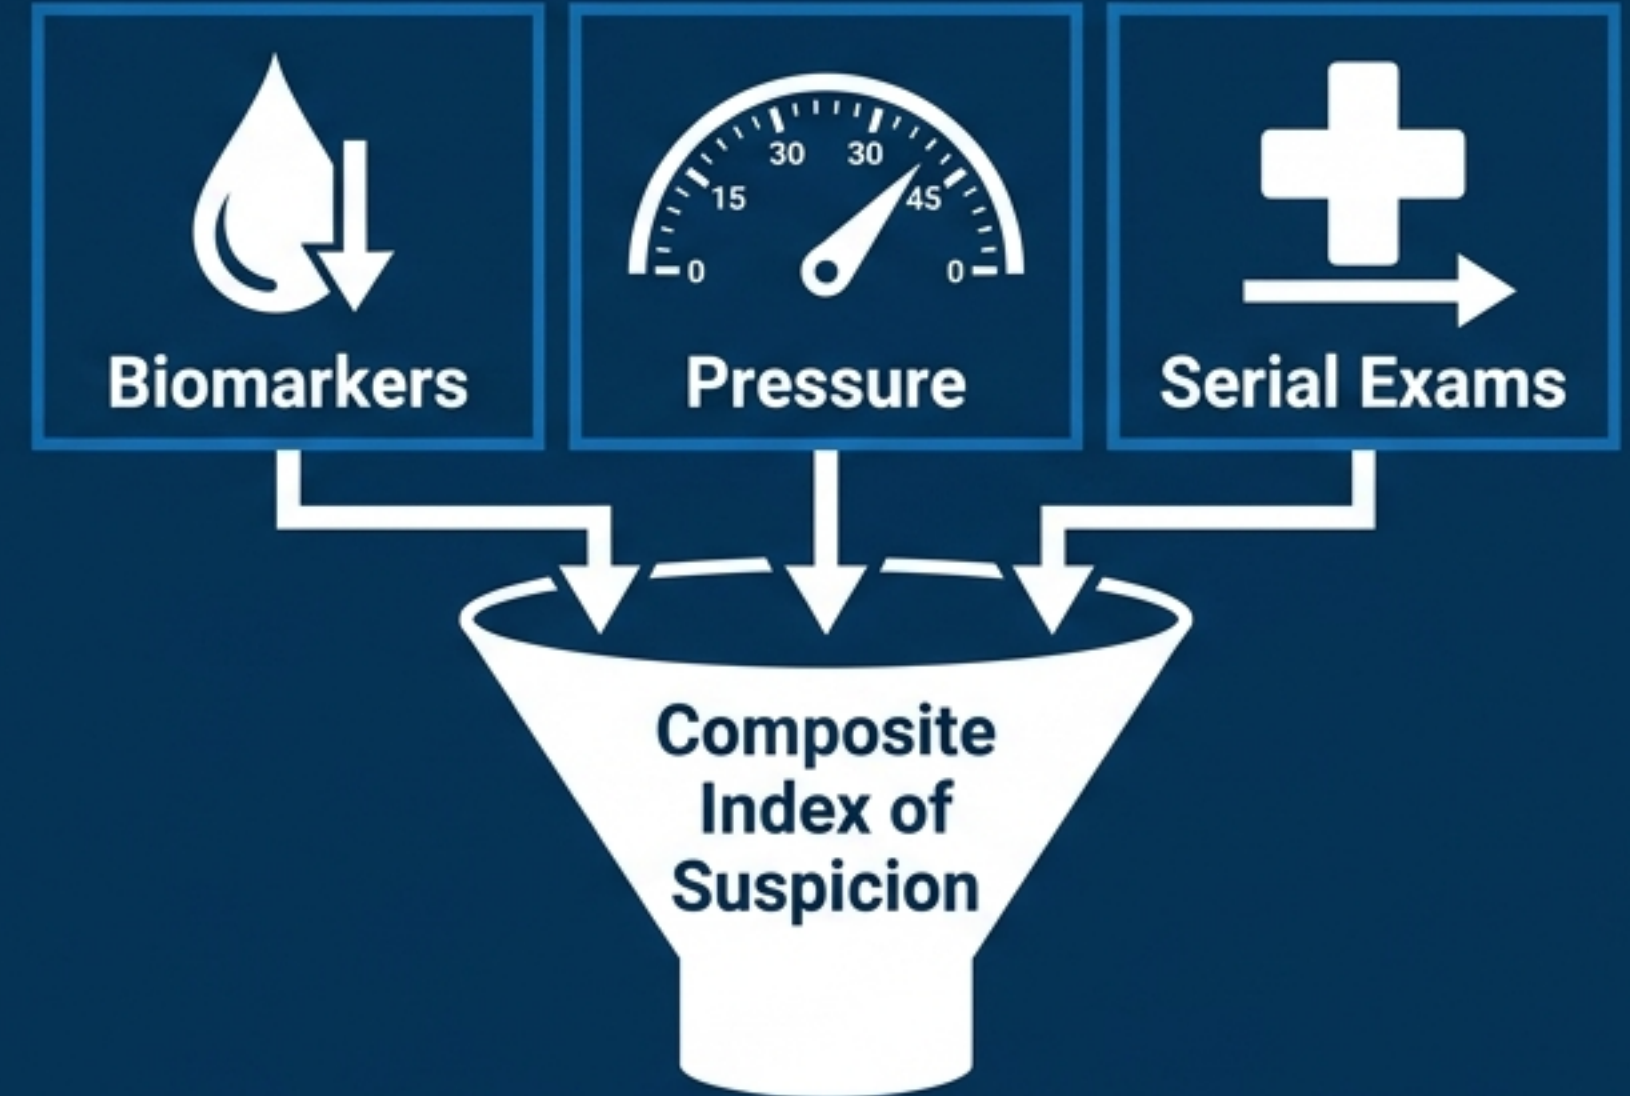 30 30
15 45
0 0
Biomarkers
Pressure
Serial Exams
Composite
Index of
Suspicion